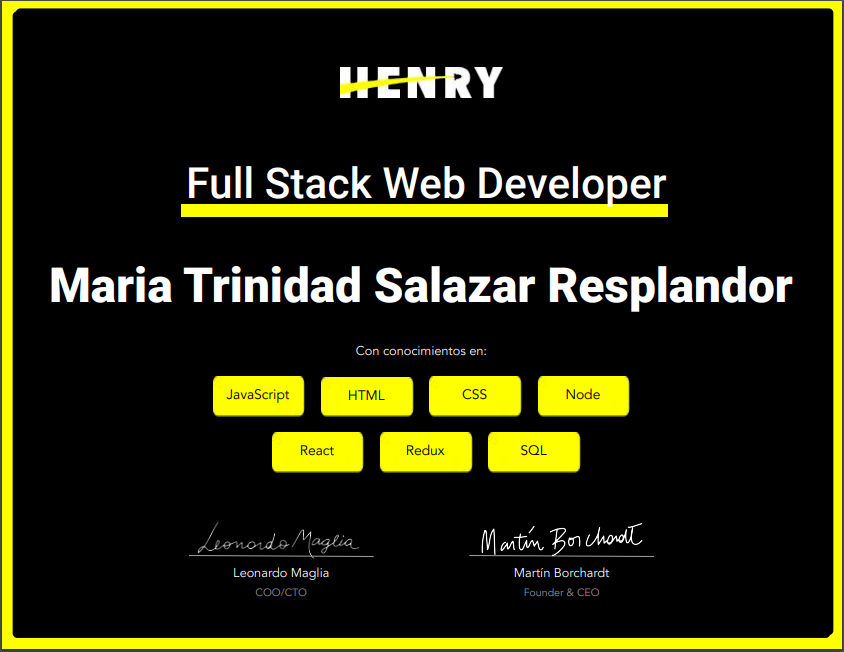 HENRY
Full Stack Web Developer
Maria Trinidad Salazar Resplandor
Con conocimientos en:
JavaScript HTML CSS Node
React Redux SQL
Leonardo Maglia Martín Borchardt
Leonardo Maglia Martín Borchardt
COO/CTO Founder & CEO